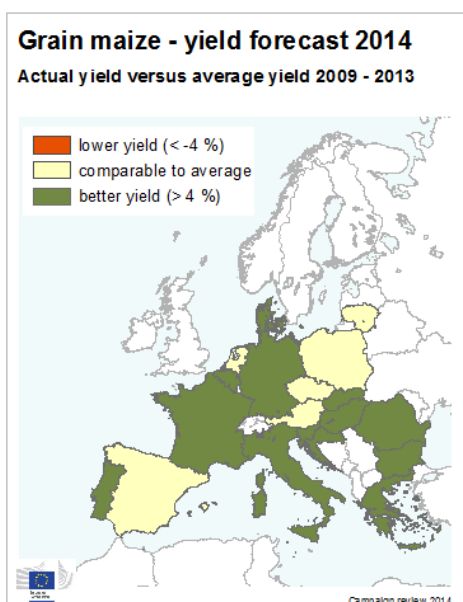 Grain maize - yield forecast 2014
Actual yield versus average yield 2009 - 2013
lower yield (< -4 %)
comparable to average
better yield (> 4 %)
Campaign review 2014